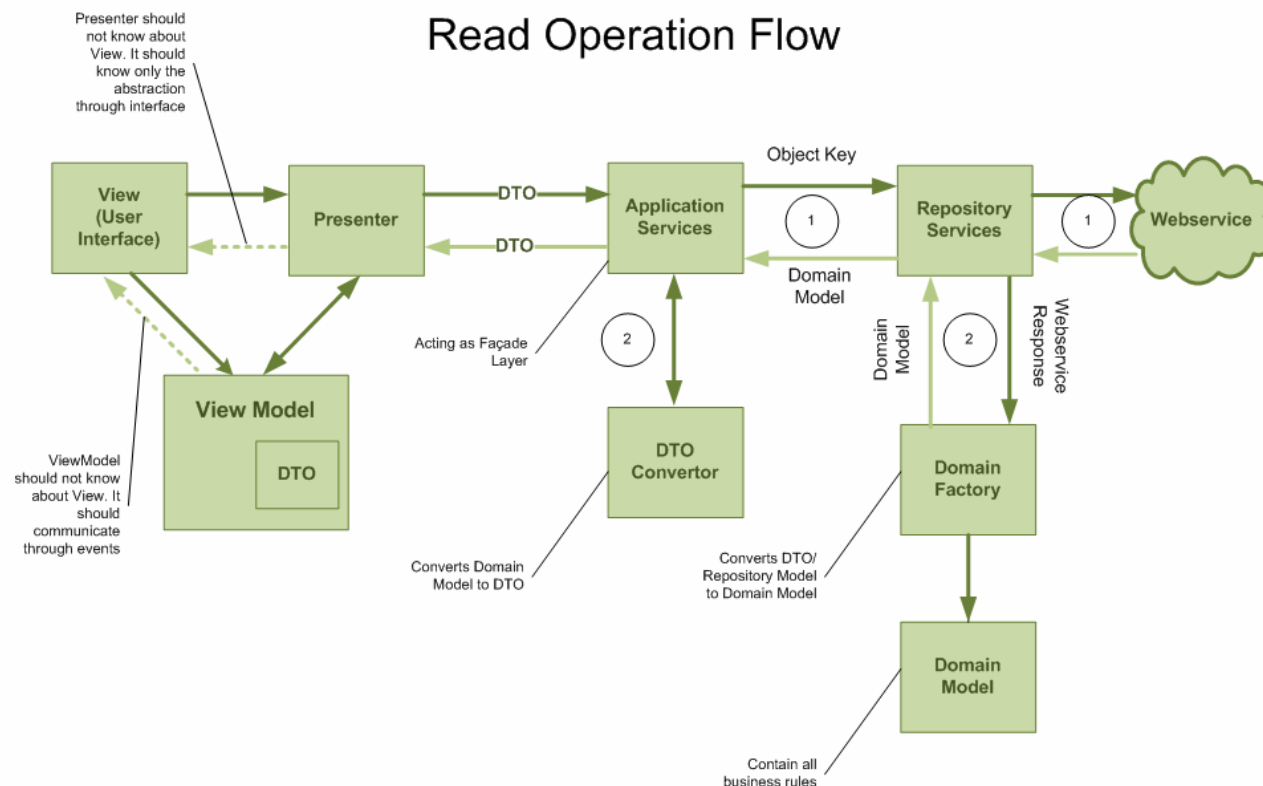 Read Operation Flow
Presenter should
not know about
View. It should
know only the
abstraction
through interface
View
(User
Interface)
Presenter
DTO
DTO
Application
Services
Object Key
1
Domain
Model
Repository
Services
1
Webservice
Acting as Façade
Layer
2
Domain
Model
2
Webservice
Response
View Model
DTO
ViewModel
should not know
about View. It
should
communicate
through events
DTO
Convertor
Converts Domain
Model to DTO
Domain
Factory
Converts DTO/
Repository Model
to Domain Model
Domain
Model
Contain all
business rules